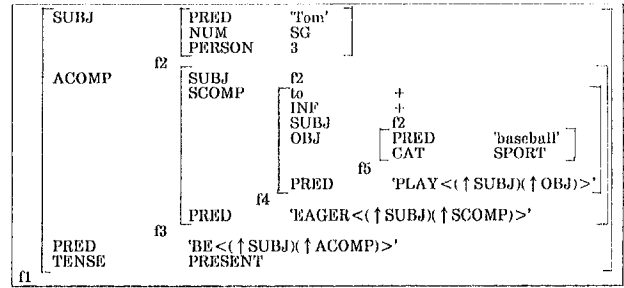 SUBJ PRED 'Tom'
NUM SG
PERSON 3
f2
ACOMP SUBJ f2
SCOMP to +
INF +
SUBJ f2
OBJ PRED 'baseball'
CAT SPORT
f5
PRED 'PLAY<(↑SUBJ)(↑OBJ)>'
f4
PRED 'EAGER<(↑SUBJ)(↑SCOMP)>'
f3
PRED 'BE<(↑SUBJ)(↑ACOMP)>'
TENSE PRESENT
f1